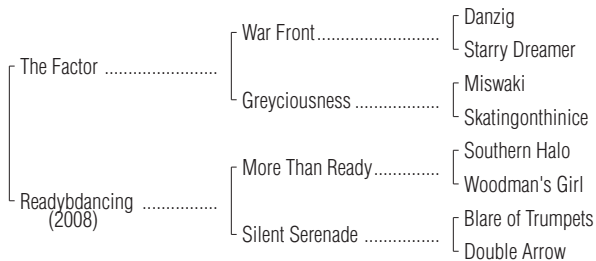 Danzig
War Front..........................
Starry Dreamer
The Factor ........................
Miswaki
Greyciousness ..................
Skatingonthinice
Southern Halo
More Than Ready..............
Woodman's Girl
Readybdancing ................
(2008)
Blare of Trumpets
Silent Serenade ................
Double Arrow